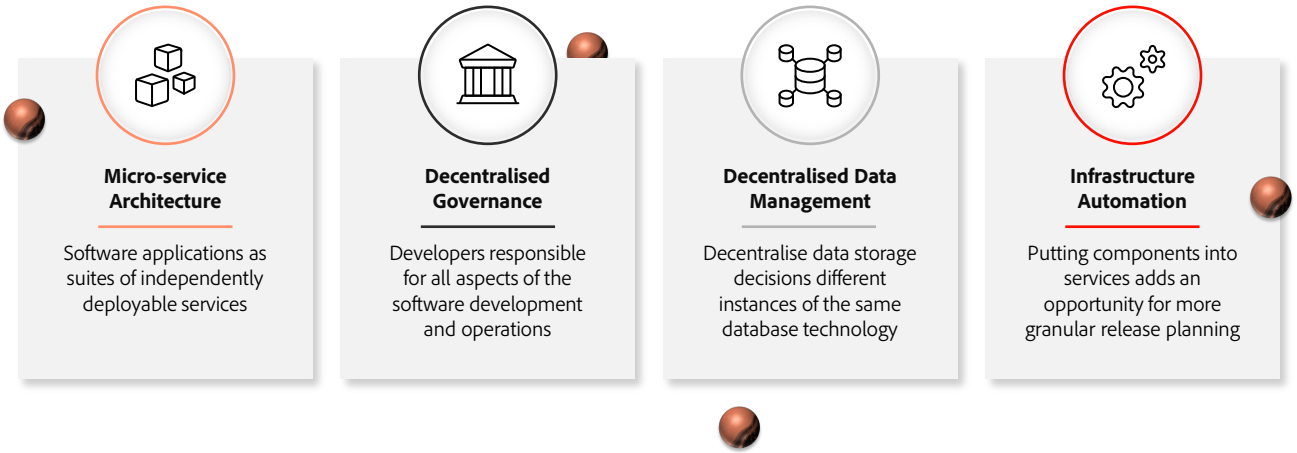 Micro-service
Architecture
Software applications as
suites of independently
deployable services
Decentralised
Governance
Developers responsible
for all aspects of the
software development
and operations
Decentralised Data
Management
Decentralise data storage
decisions different
instances of the same
database technology
Infrastructure
Automation
Putting components into
services adds an
opportunity for more
granular release planning